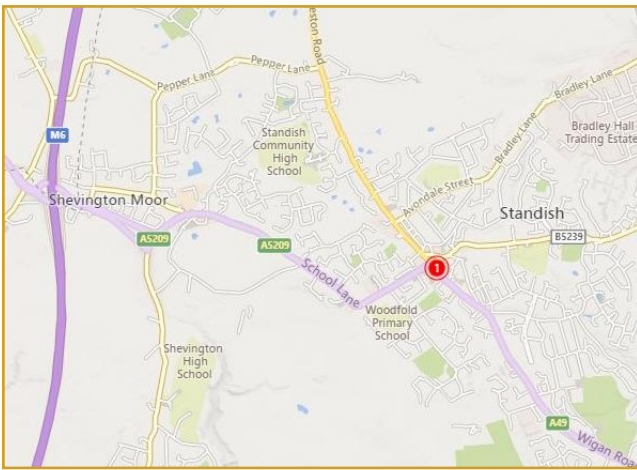 eston Road
Pepper Lane
Pepper Lane
Bradley Lane
M6
Standish
Community
High
School
Bradley Hall
Trading Estate
Bradley Lane
Avondale Street
Shevington Moor
Standish
A5209
A5209
B5239
School Lane
1
Woodfold
Primary
School
Shevington
High
School
A49
Wigan Road